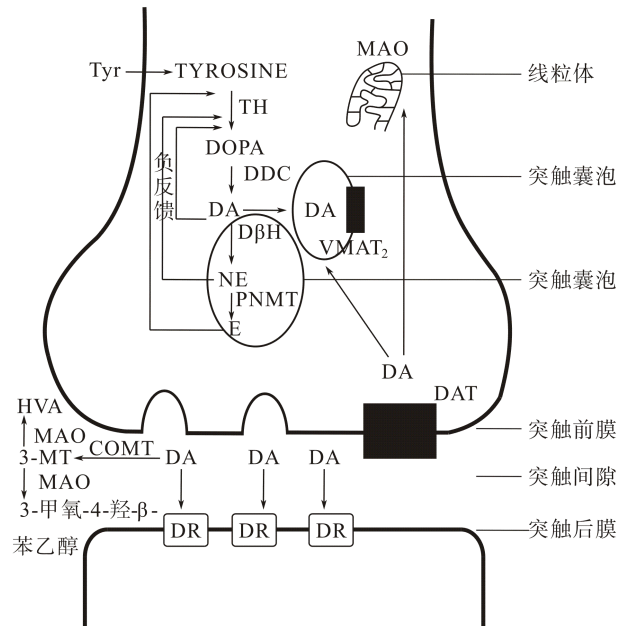 MAO
线粒体
Tyr
TYROSINE
TH
DOPA
负反馈
DDC
突触囊泡
DA
DA
DβH
VMAT₂
NE
突触囊泡
PNMT
E
DA
DAT
HVA
突触前膜
MAO
COMT
3-MT
DA
DA
DA
突触间隙
MAO
3-甲氧-4-羟-β-
苯乙醇
DR
DR
DR
突触后膜